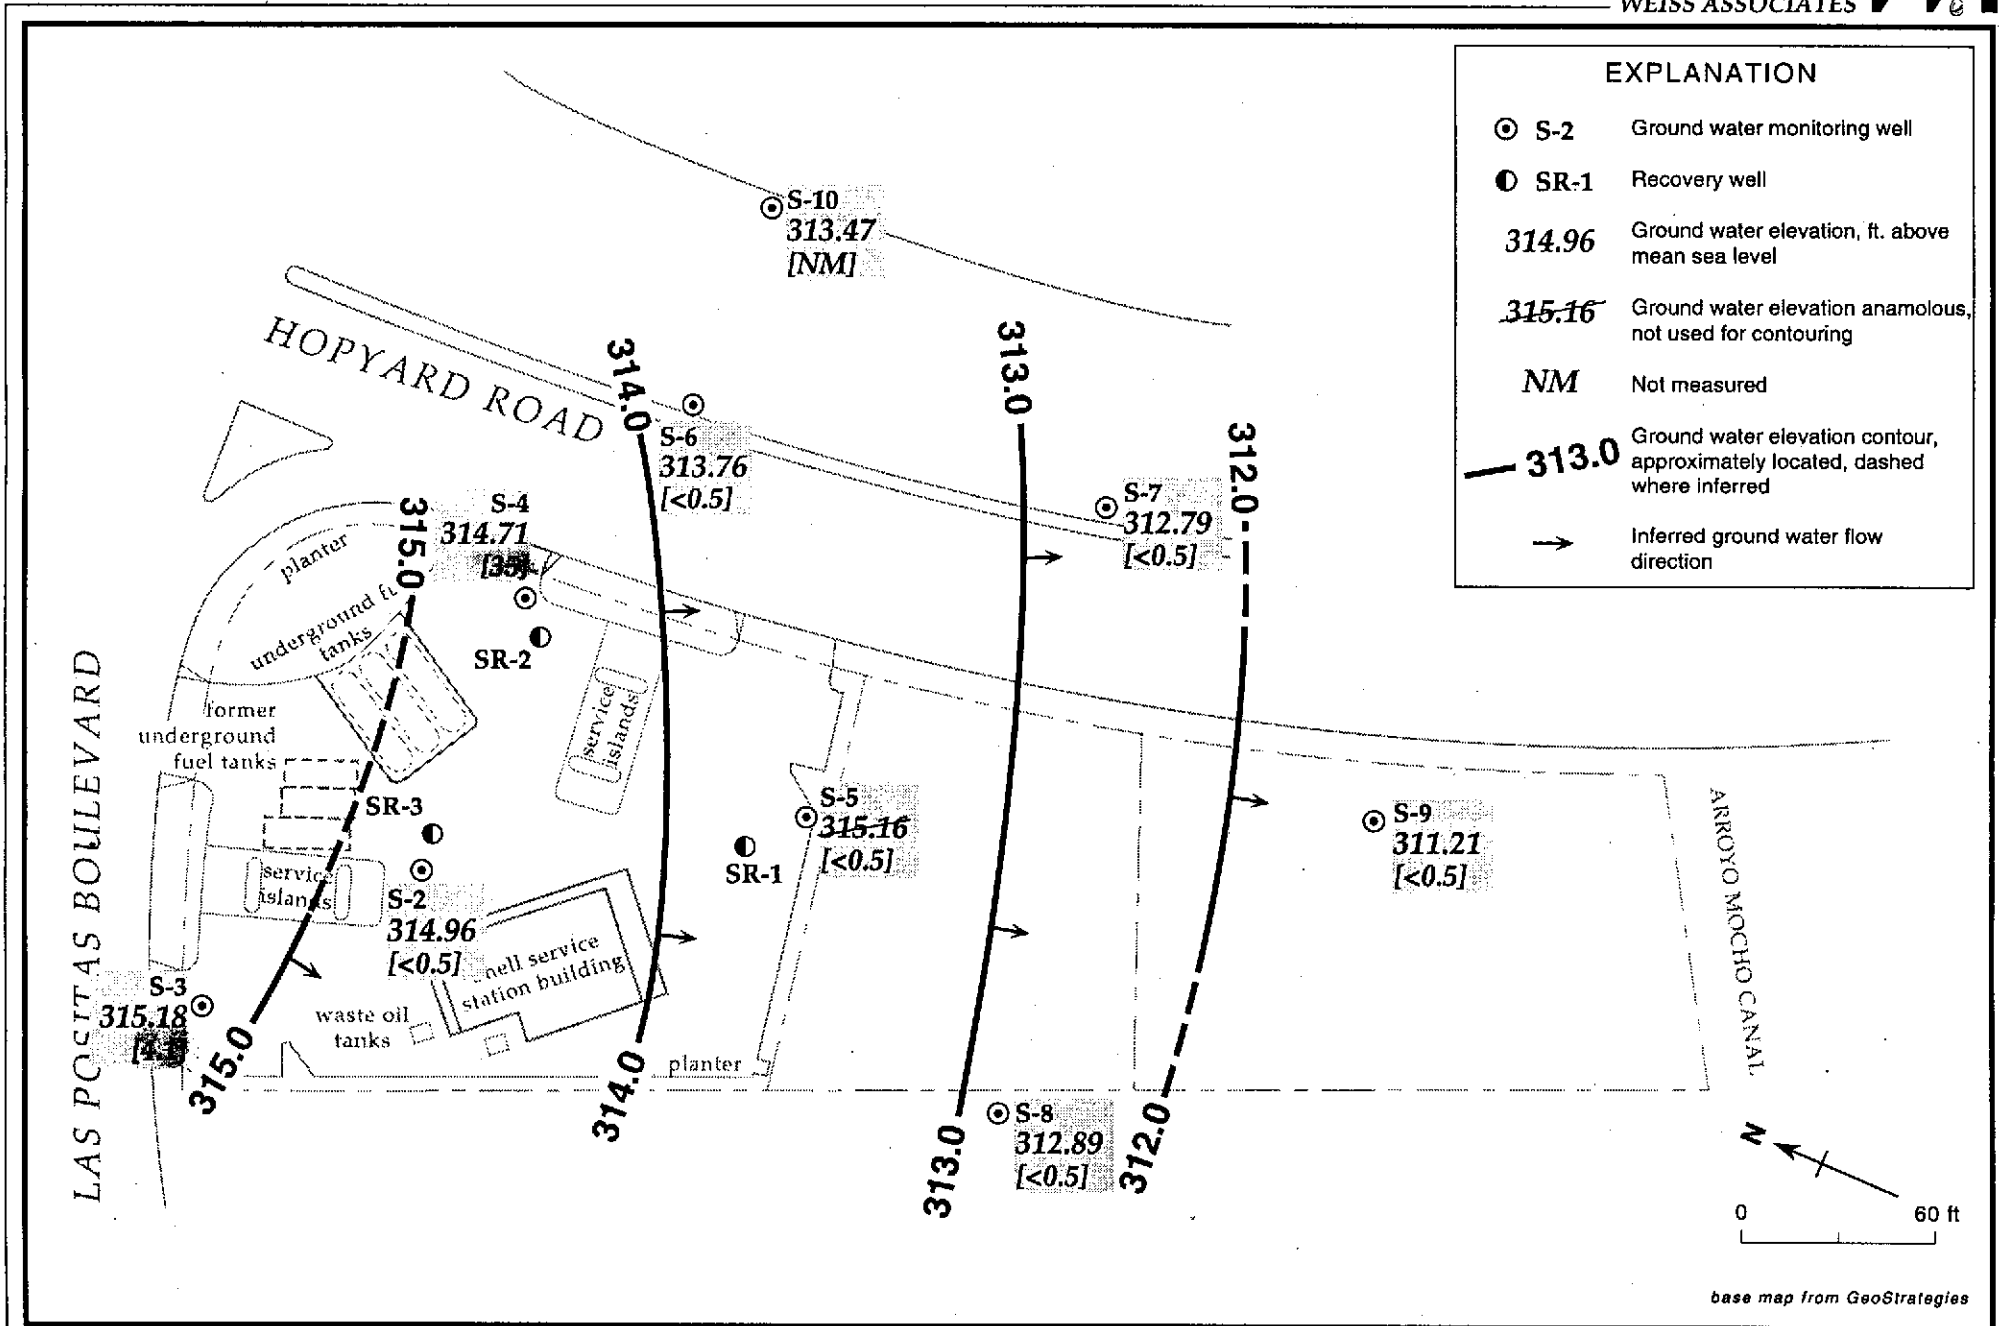 WEISS ASSOCIATES
EXPLANATION
S-2 Ground water monitoring well
SR-1 Recovery well
314.96 Ground water elevation, ft. above
mean sea level
315.16 Ground water elevation anamolous,
not used for contouring
NM Not measured
313.0 Ground water elevation contour,
approximately located, dashed
where inferred
Inferred ground water flow
direction
S-10
313.47
[NM]
HOPYARD ROAD
314.0
313.0
312.0
315.0
S-6
313.76
[<0.5]
S-4
314.71
[35]
S-7
312.79
[<0.5]
planter
underground fu
tanks
SR-2
service
islands
former
underground
fuel tanks
SR-3
service
islands
S-2
314.96
[<0.5]
S-5
315.16
[<0.5]
SR-1
S-9
311.21
[<0.5]
LAS POSITAS BOULEVARD
ARROYO MOCHO CANAL
S-3
315.18
hell service
station building
waste oil
tanks
planter
315.0
314.0
313.0
312.0
S-8
312.89
[<0.5]
N
0 60 ft
base map from GeoStrategies